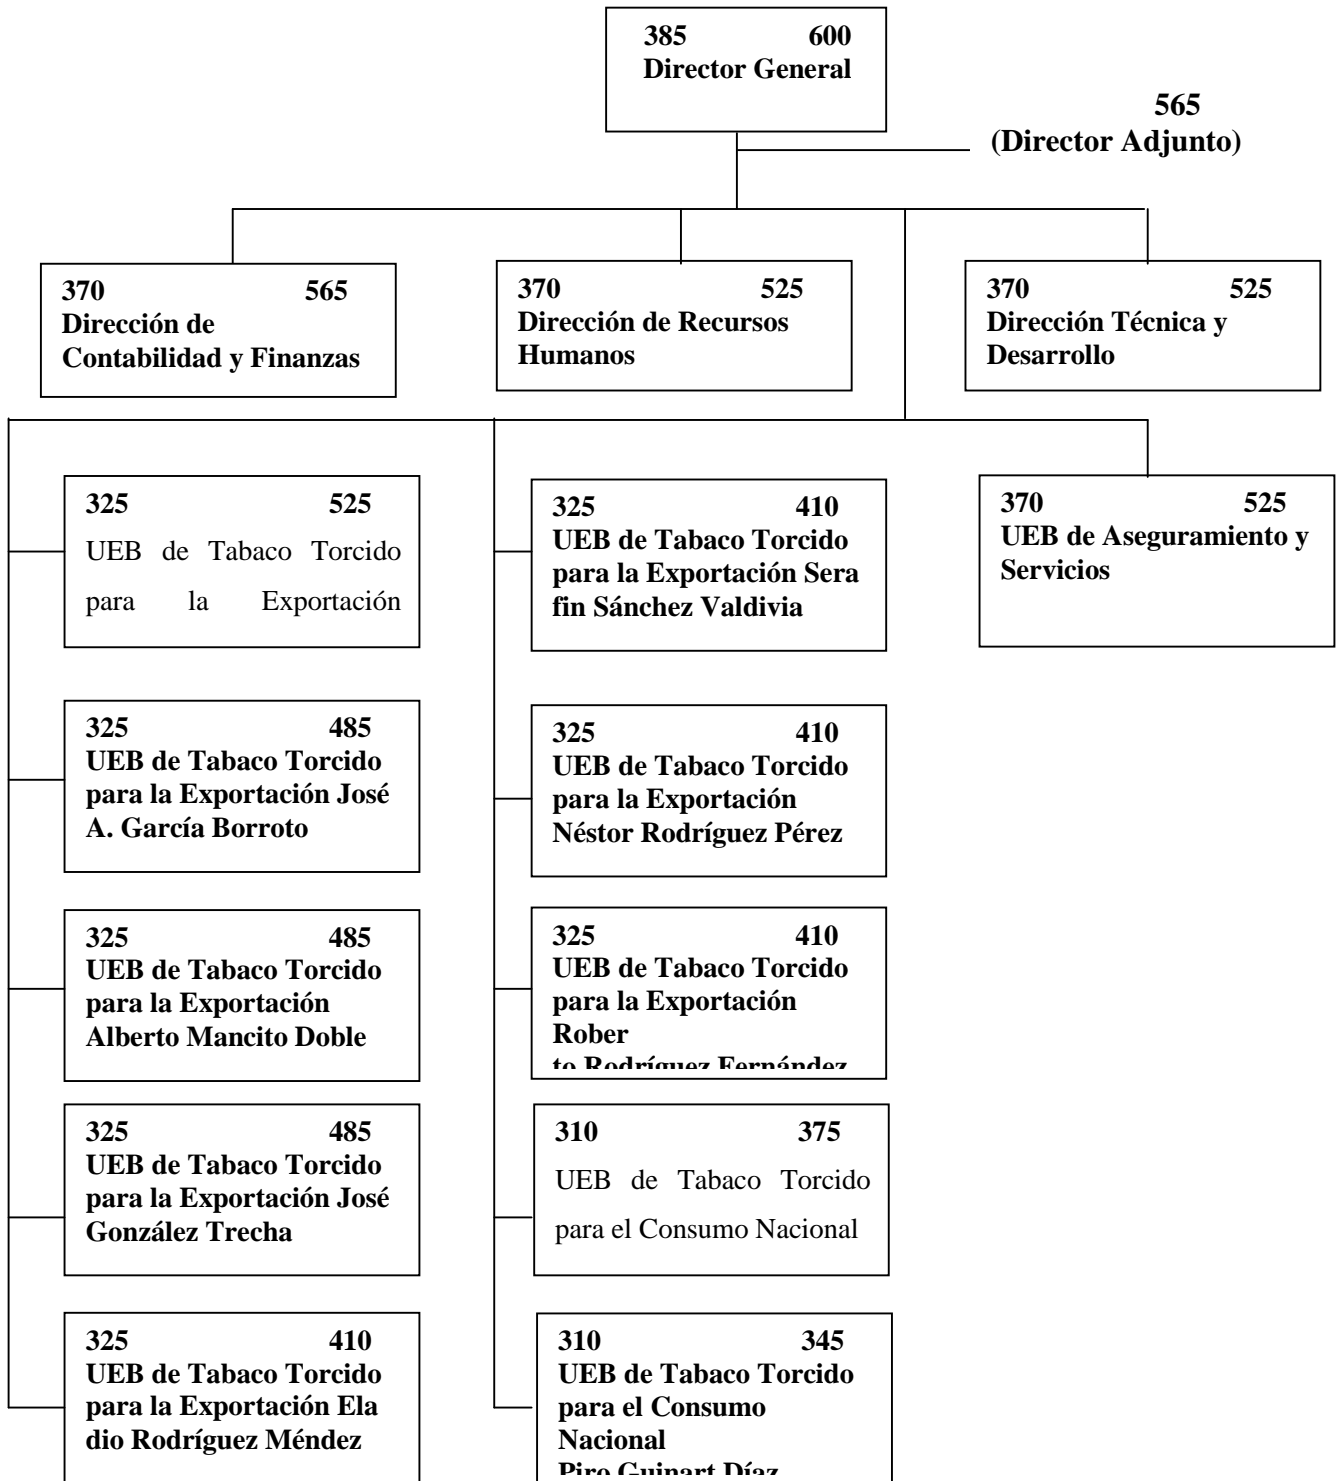 385 600
Director General
565
(Director Adjunto)
370 565
Dirección de
Contabilidad y Finanzas
370 525
Dirección de Recursos
Humanos
370 525
Dirección Técnica y
Desarrollo
325 525
UEB de Tabaco Torcido
para la Exportación
325 410
UEB de Tabaco Torcido
para la Exportación Sera
fin Sánchez Valdivia
370 525
UEB de Aseguramiento y
Servicios
325 485
UEB de Tabaco Torcido
para la Exportación José
A. García Borroto
325 410
UEB de Tabaco Torcido
para la Exportación
Néstor Rodríguez Pérez
325 485
UEB de Tabaco Torcido
para la Exportación
Alberto Mancito Doble
325 410
UEB de Tabaco Torcido
para la Exportación
Rober
to Rodríguez Fernández
325 485
UEB de Tabaco Torcido
para la Exportación José
González Trecha
310 375
UEB de Tabaco Torcido
para el Consumo Nacional
325 410
UEB de Tabaco Torcido
para la Exportación Ela
dio Rodríguez Méndez
310 345
UEB de Tabaco Torcido
para el Consumo
Nacional
Piro Guinart Díaz